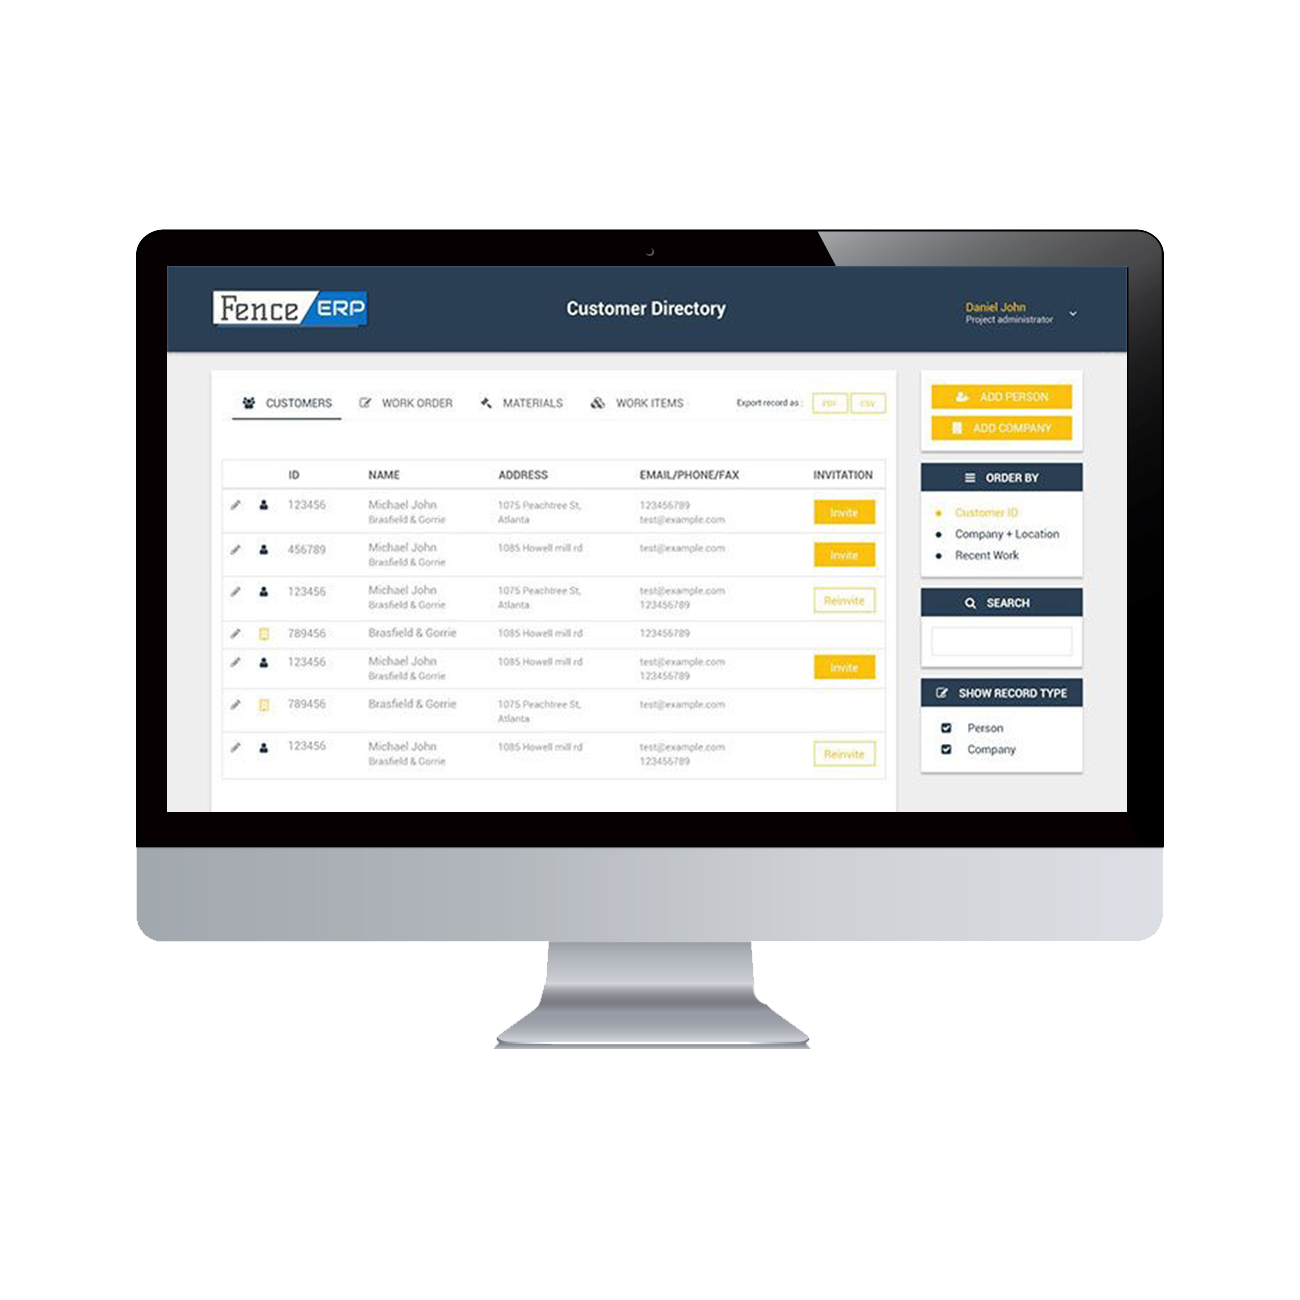 Fence ERP
Customer Directory
Daniel John
Project administrator
CUSTOMERS WORK ORDER MATERIALS WORK ITEMS Export record as : PDF CSV
ID NAME ADDRESS EMAIL/PHONE/FAX INVITATION
123456 Michael John 1075 Peachtree St, 123456789 Invite
Brasfield & Gorrie Atlanta test@example.com
456789 Michael John 1085 Howell mill rd test@example.com Invite
Brasfield & Gorrie
123456 Michael John 1075 Peachtree St, test@example.com Reinvite
Brasfield & Gorrie Atlanta 123456789
789456 Brasfield & Gorrie 1085 Howell mill rd 123456789
123456 Michael John 1085 Howell mill rd test@example.com Invite
Brasfield & Gorrie 123456789
789456 Brasfield & Gorrie 1075 Peachtree St, test@example.com
Atlanta
123456 Michael John 1085 Howell mill rd test@example.com Reinvite
Brasfield & Gorrie 123456789
ADD PERSON
ADD COMPANY
ORDER BY
Customer ID
Company + Location
Recent Work
SEARCH
SHOW RECORD TYPE
Person
Company